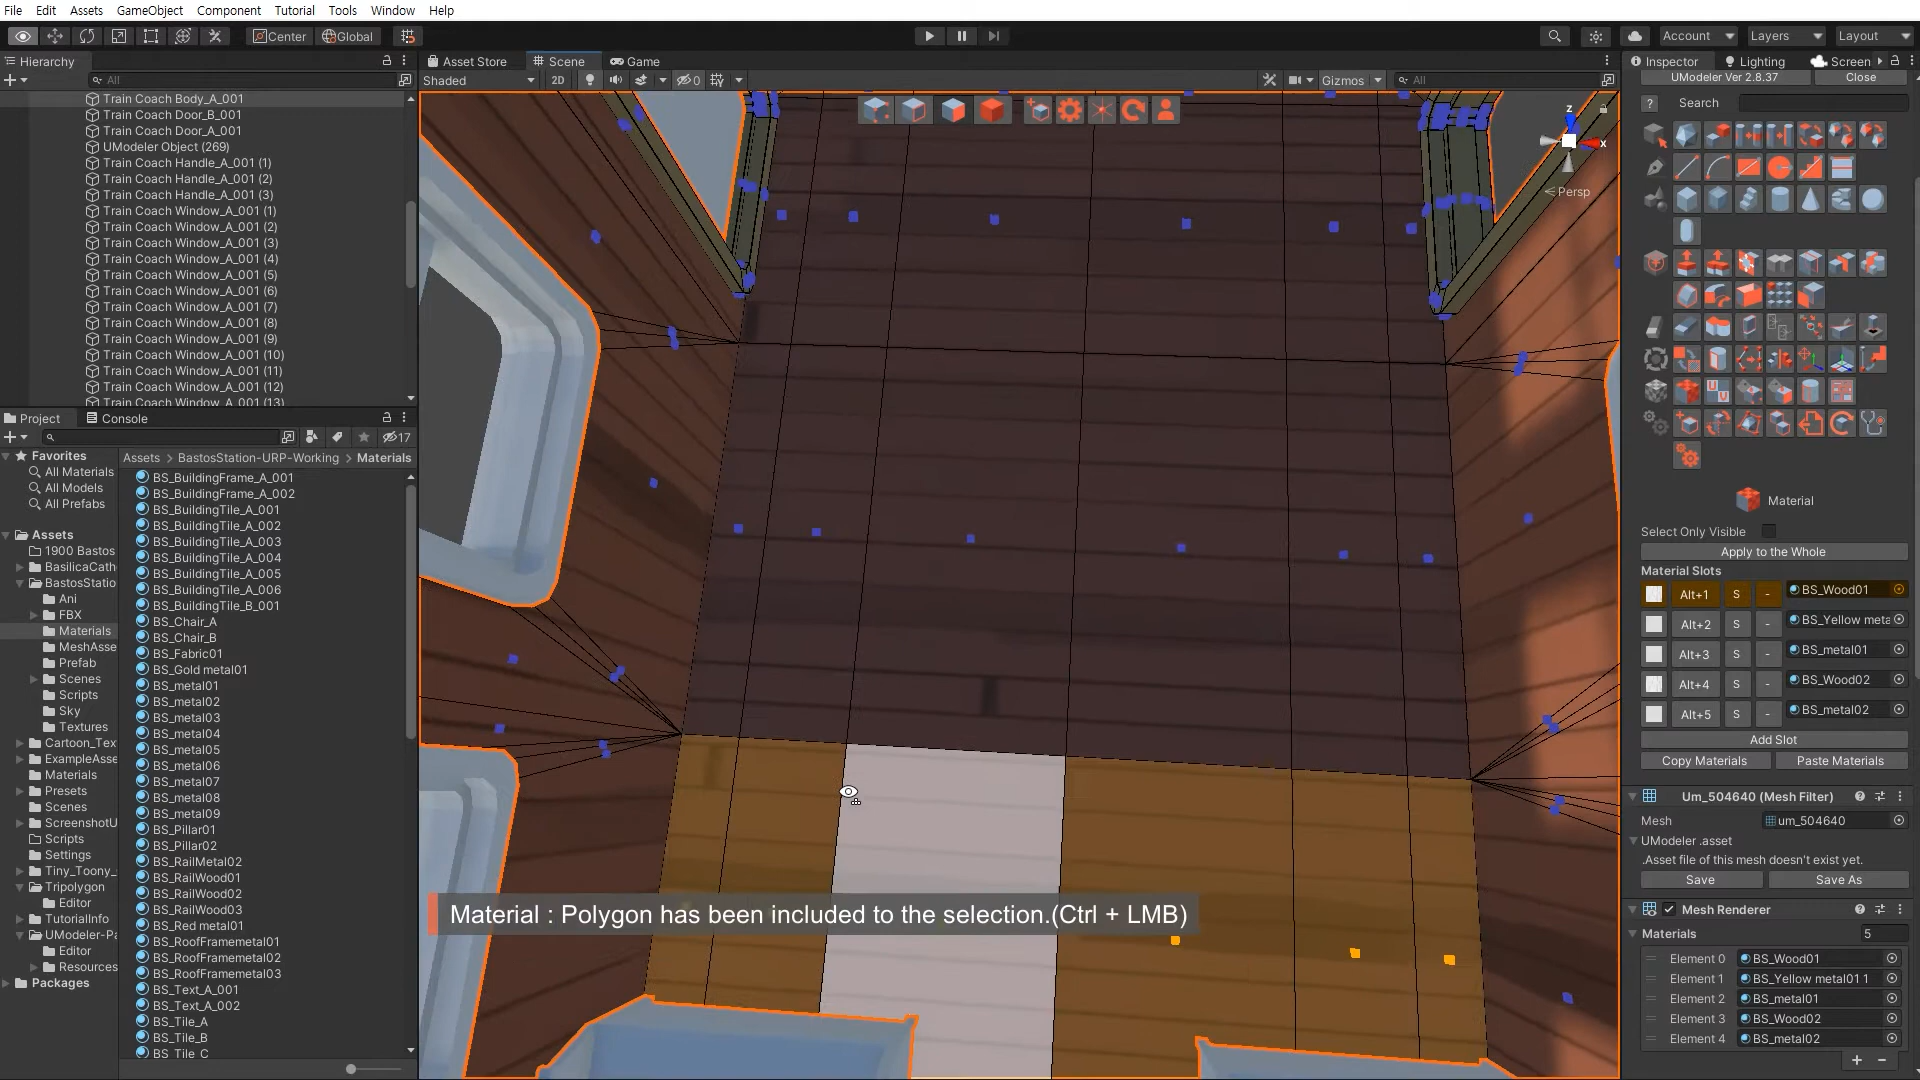 File Edit Assets GameObject Component Tutorial Tools Window Help
Center Global
Account Layers Layout
Hierarchy
All
Train Coach Body_A_001
Train Coach Door_B_001
Train Coach Door_A_001
UModeler Object (269)
Train Coach Handle_A_001 (1)
Train Coach Handle_A_001 (2)
Train Coach Handle_A_001 (3)
Train Coach Window_A_001 (1)
Train Coach Window_A_001 (2)
Train Coach Window_A_001 (3)
Train Coach Window_A_001 (4)
Train Coach Window_A_001 (5)
Train Coach Window_A_001 (6)
Train Coach Window_A_001 (7)
Train Coach Window_A_001 (8)
Train Coach Window_A_001 (9)
Train Coach Window_A_001 (10)
Train Coach Window_A_001 (11)
Train Coach Window_A_001 (12)
Train Coach Window_A_001 (13)
Project Console
17
Favorites
All Materials
All Models
All Prefabs
Assets
1900 Bastos
BasilicaCath
BastosStatio
Ani
FBX
Materials
MeshAsse
Prefab
Scenes
Scripts
Sky
Textures
Cartoon_Tex
ExampleAsse
Materials
Presets
Scenes
ScreenshotU
Scripts
Settings
Tiny_Toony_
Tripolygon
Editor
TutorialInfo
UModeler-Pa
Editor
Resources
Packages
Assets > BastosStation-URP-Working > Materials
BS_BuildingFrame_A_001
BS_BuildingFrame_A_002
BS_BuildingTile_A_001
BS_BuildingTile_A_002
BS_BuildingTile_A_003
BS_BuildingTile_A_004
BS_BuildingTile_A_005
BS_BuildingTile_A_006
BS_BuildingTile_B_001
BS_Chair_A
BS_Chair_B
BS_Fabric01
BS_Gold metal01
BS_metal01
BS_metal02
BS_metal03
BS_metal04
BS_metal05
BS_metal06
BS_metal07
BS_metal08
BS_metal09
BS_Pillar01
BS_Pillar02
BS_RailMetal02
BS_RailWood01
BS_RailWood02
BS_RailWood03
BS_Red metal01
BS_RoofFramemetal01
BS_RoofFramemetal02
BS_RoofFramemetal03
BS_Text_A_001
BS_Text_A_002
BS_Tile_A
BS_Tile_B
BS_Tile_C
Asset Store Scene Game
Shaded 2D 0 Gizmos All
z
x
< Persp
Material : Polygon has been included to the selection.(Ctrl + LMB)
Inspector Lighting Screen
UModeler Ver 2.8.37 Close
? Search
Material
Select Only Visible
Apply to the Whole
Material Slots
Alt+1 S - BS_Wood01
Alt+2 S - BS_Yellow meta
Alt+3 S - BS_metal01
Alt+4 S - BS_Wood02
Alt+5 S - BS_metal02
Add Slot
Copy Materials Paste Materials
Um_504640 (Mesh Filter)
Mesh um_504640
UModeler .asset
.Asset file of this mesh doesn't exist yet.
Save Save As
Mesh Renderer
Materials 5
Element 0 BS_Wood01
Element 1 BS_Yellow metal01 1
Element 2 BS_metal01
Element 3 BS_Wood02
Element 4 BS_metal02
+ -